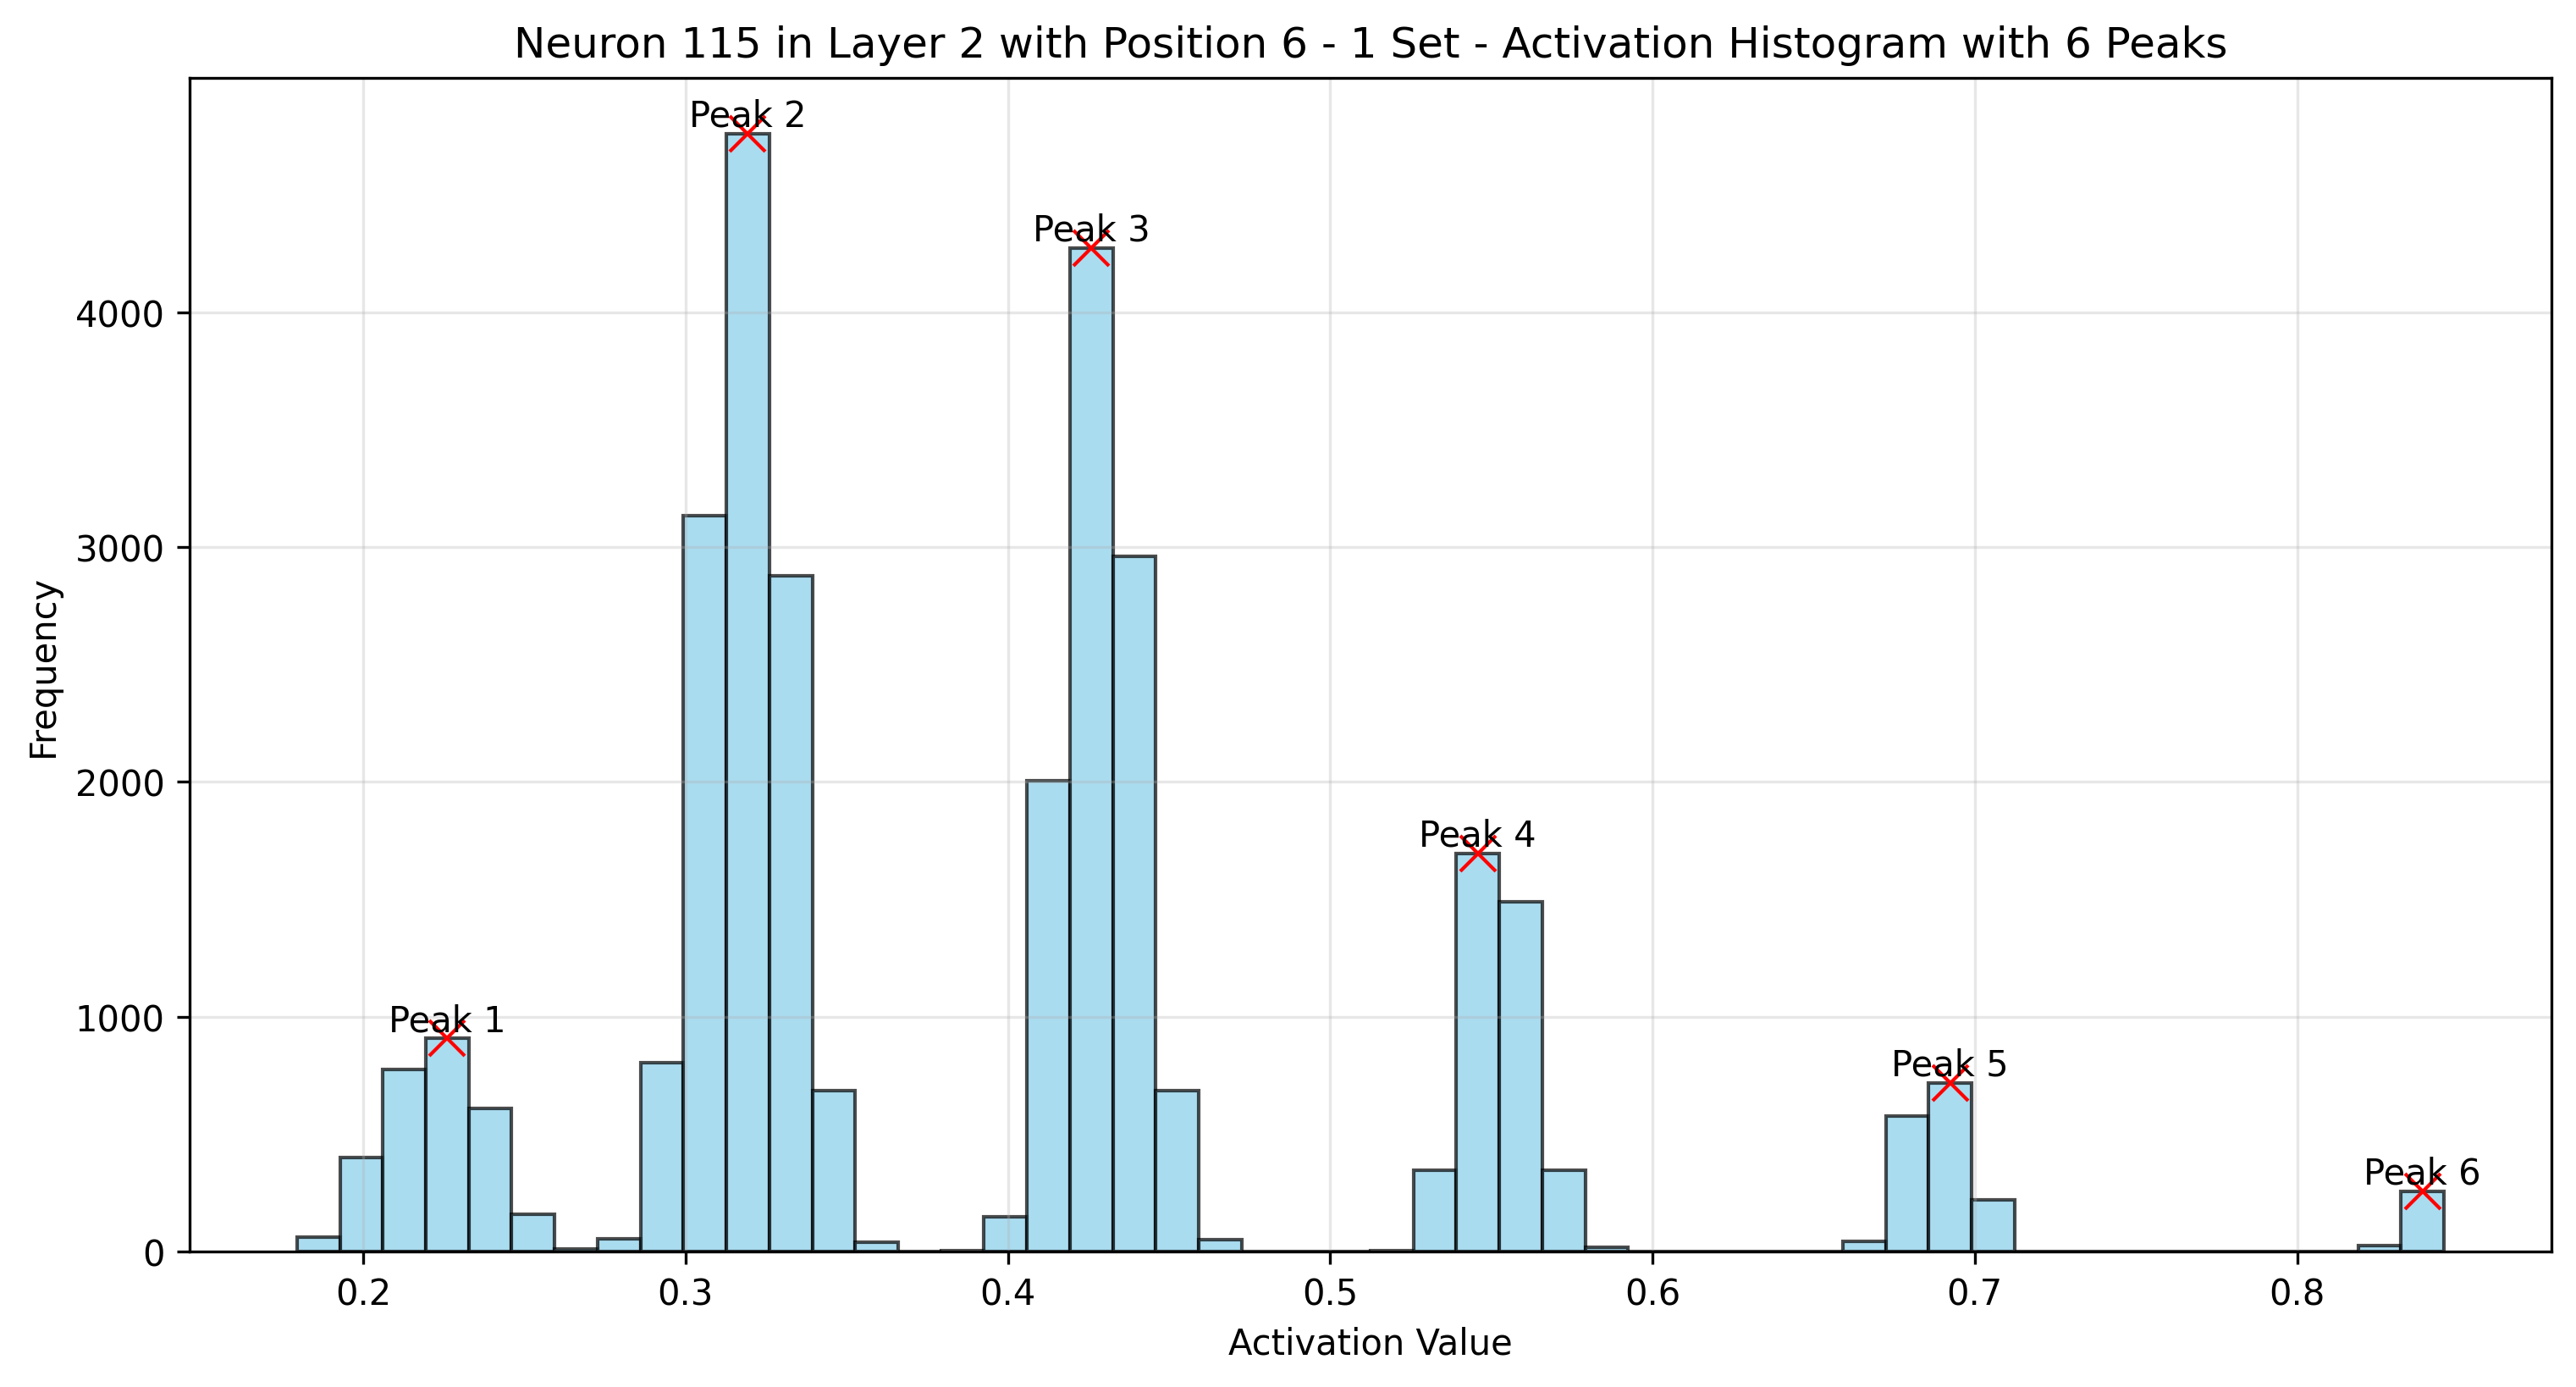 Neuron 115 in Layer 2 with Position 6 - 1 Set - Activation Histogram with 6 Peaks
Peak 2
Peak 3
4000
3000
Frequency
2000
Peak 4
1000
Peak 1
Peak 5
Peak 6
0
0.2
0.3
0.4
0.5
0.6
0.7
0.8
Activation Value